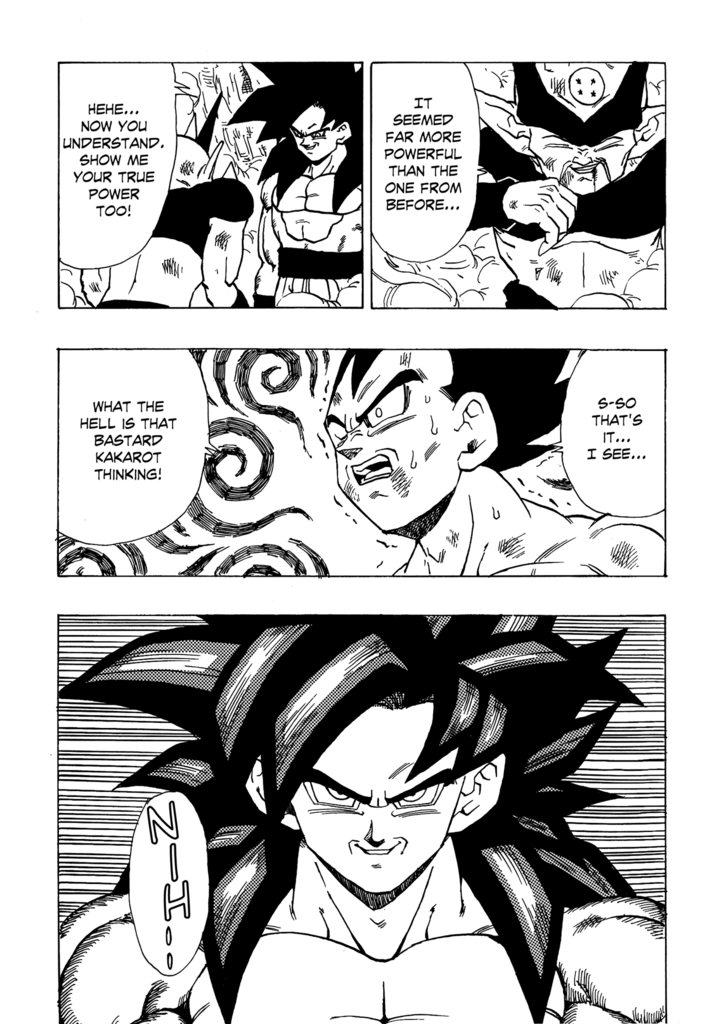 IT
SEEMED
FAR MORE
POWERFUL
THAN THE
ONE FROM
BEFORE...
HEHE...
NOW YOU
UNDERSTAND.
SHOW ME
YOUR TRUE
POWER
TOO!
S-SO
THAT'S
IT...
I SEE...
WHAT THE
HELL IS THAT
BASTARD
KAKAROT
THINKING!
NIH..